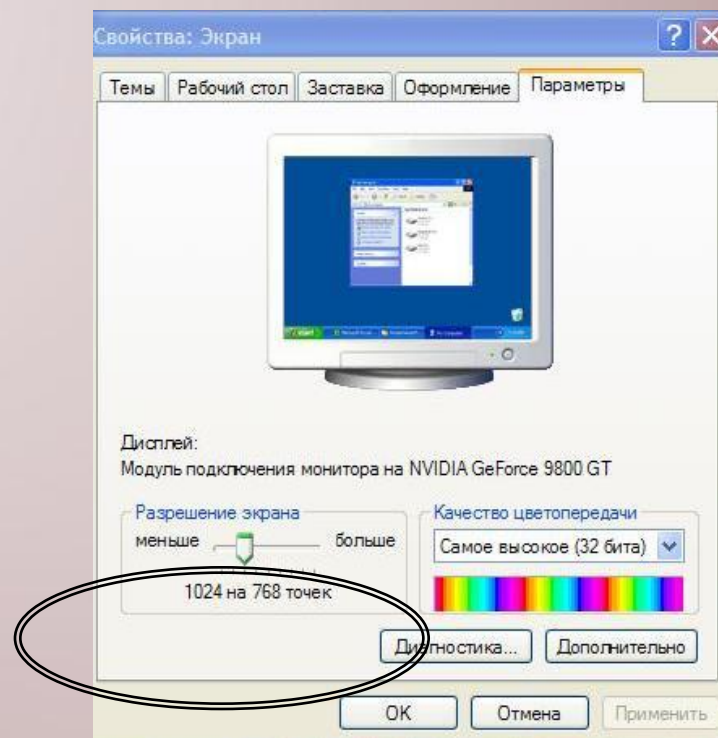 Свойства: Экран
Темы Рабочий стол Заставка Оформление Параметры
Дисплей:
Модуль подключения монитора на NVIDIA GeForce 9800 GT
Разрешение экрана
меньше больше
1024 на 768 точек
Качество цветопередачи
Самое высокое (32 бита)
Диагностика... Дополнительно
OK Отмена Применить